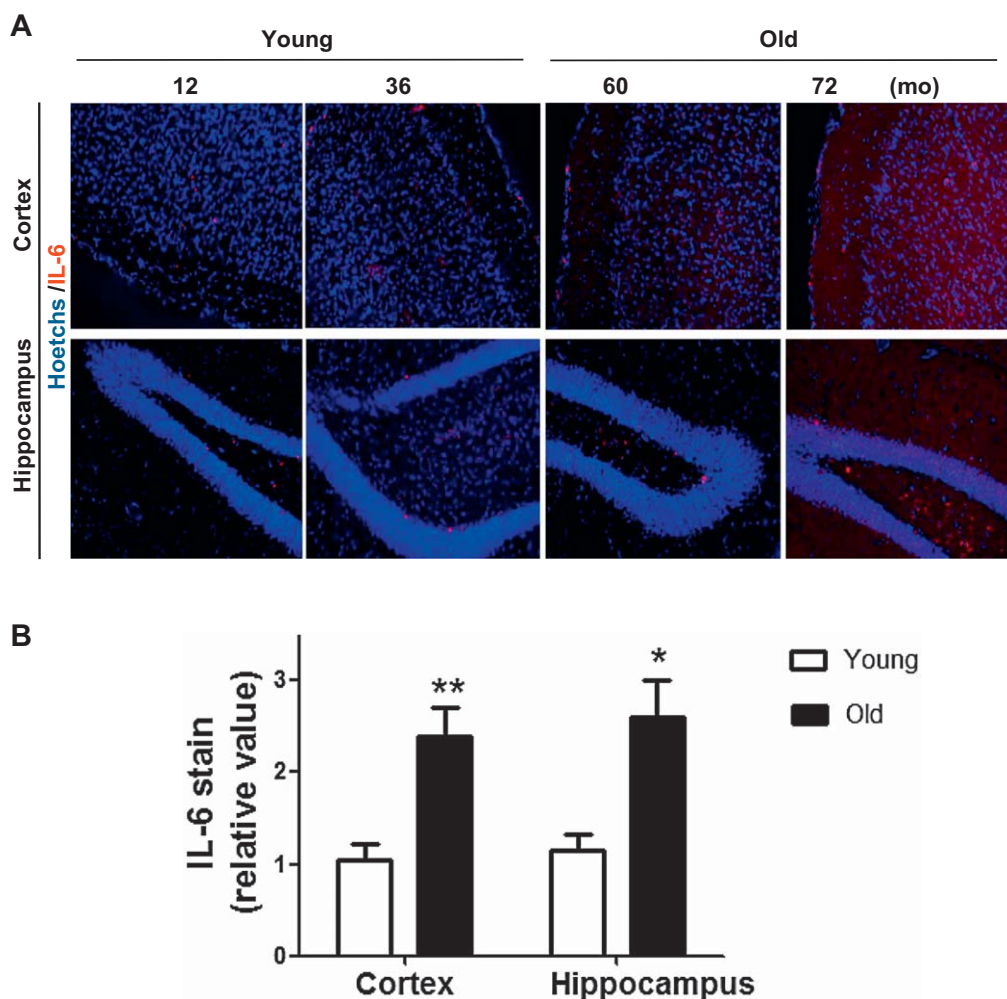 A
Young Old
12 36 60 72 (mo)
Cortex
Hippocampus
Hoetchs/IL-6
B
IL-6 stain
(relative value)
3
2
1
0
** *
Young
Old
Cortex Hippocampus